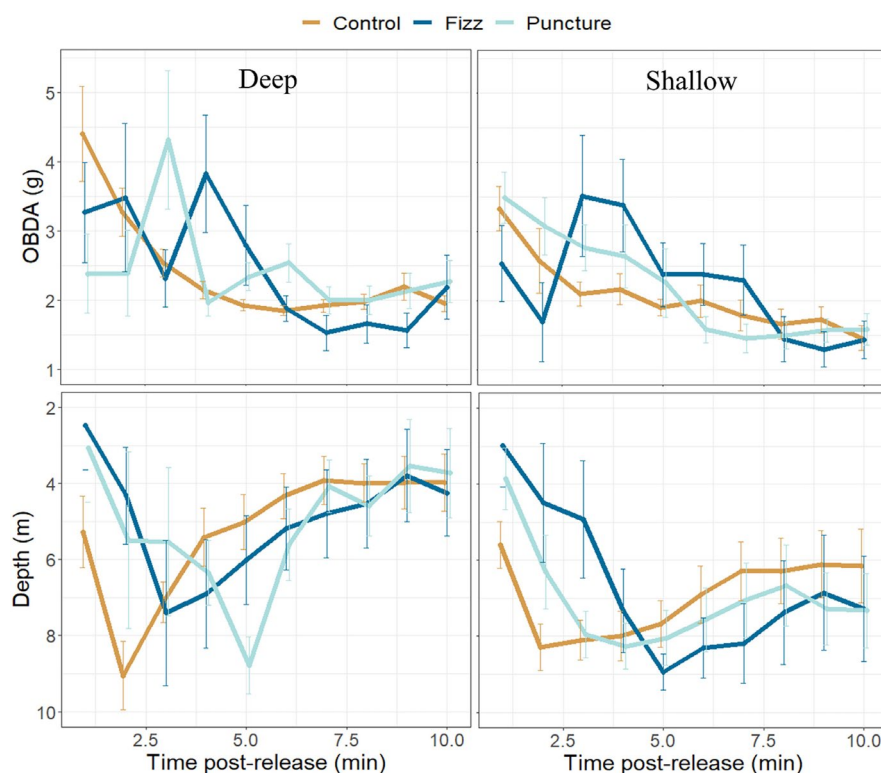 Control Fizz Puncture
Deep Shallow
5
4
3
2
1
OBDA (g)
2
4
6
8
10
Depth (m)
2.5 5.0 7.5 10.0 2.5 5.0 7.5 10.0
Time post-release (min) Time post-release (min)